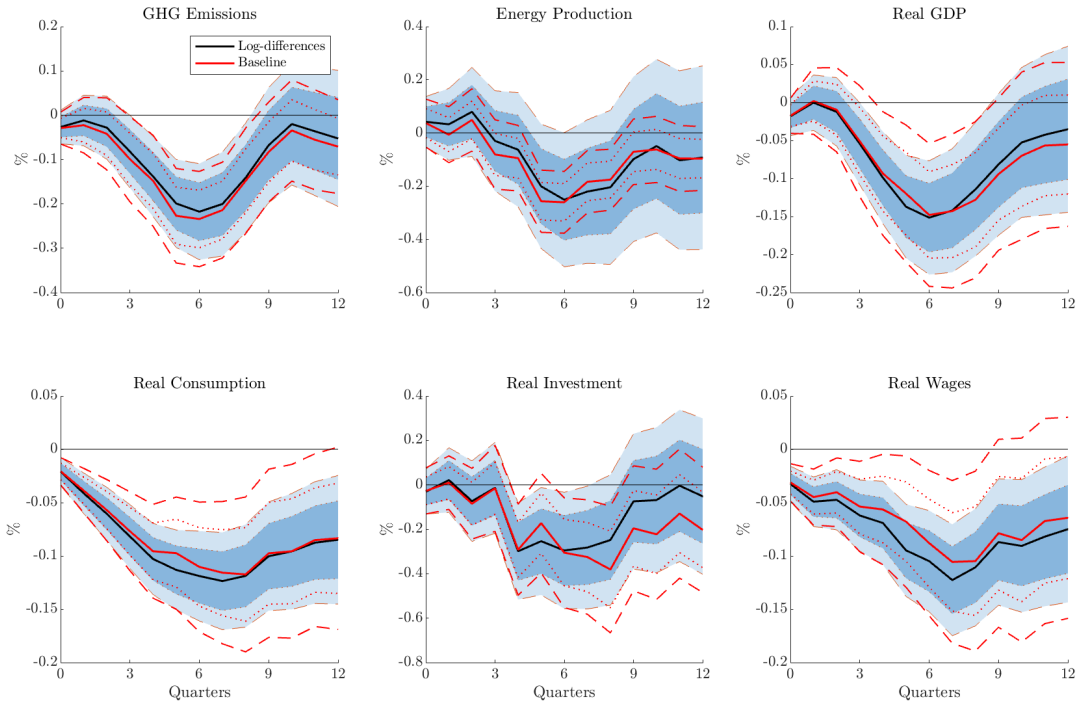 GHG Emissions
Energy Production
Real GDP
Log-differences
Baseline
0.2
0.1
0
-0.1
-0.2
-0.3
-0.4
%
0 3 6 9 12
0.4
0.2
0
-0.2
-0.4
-0.6
%
0 3 6 9 12
0.1
0.05
0
-0.05
-0.1
-0.15
-0.2
-0.25
%
0 3 6 9 12
Real Consumption
Real Investment
Real Wages
0.05
0
-0.05
-0.1
-0.15
-0.2
%
0 3 6 9 12
Quarters
0.4
0.2
0
-0.2
-0.4
-0.6
-0.8
%
0 3 6 9 12
Quarters
0.05
0
-0.05
-0.1
-0.15
-0.2
%
0 3 6 9 12
Quarters